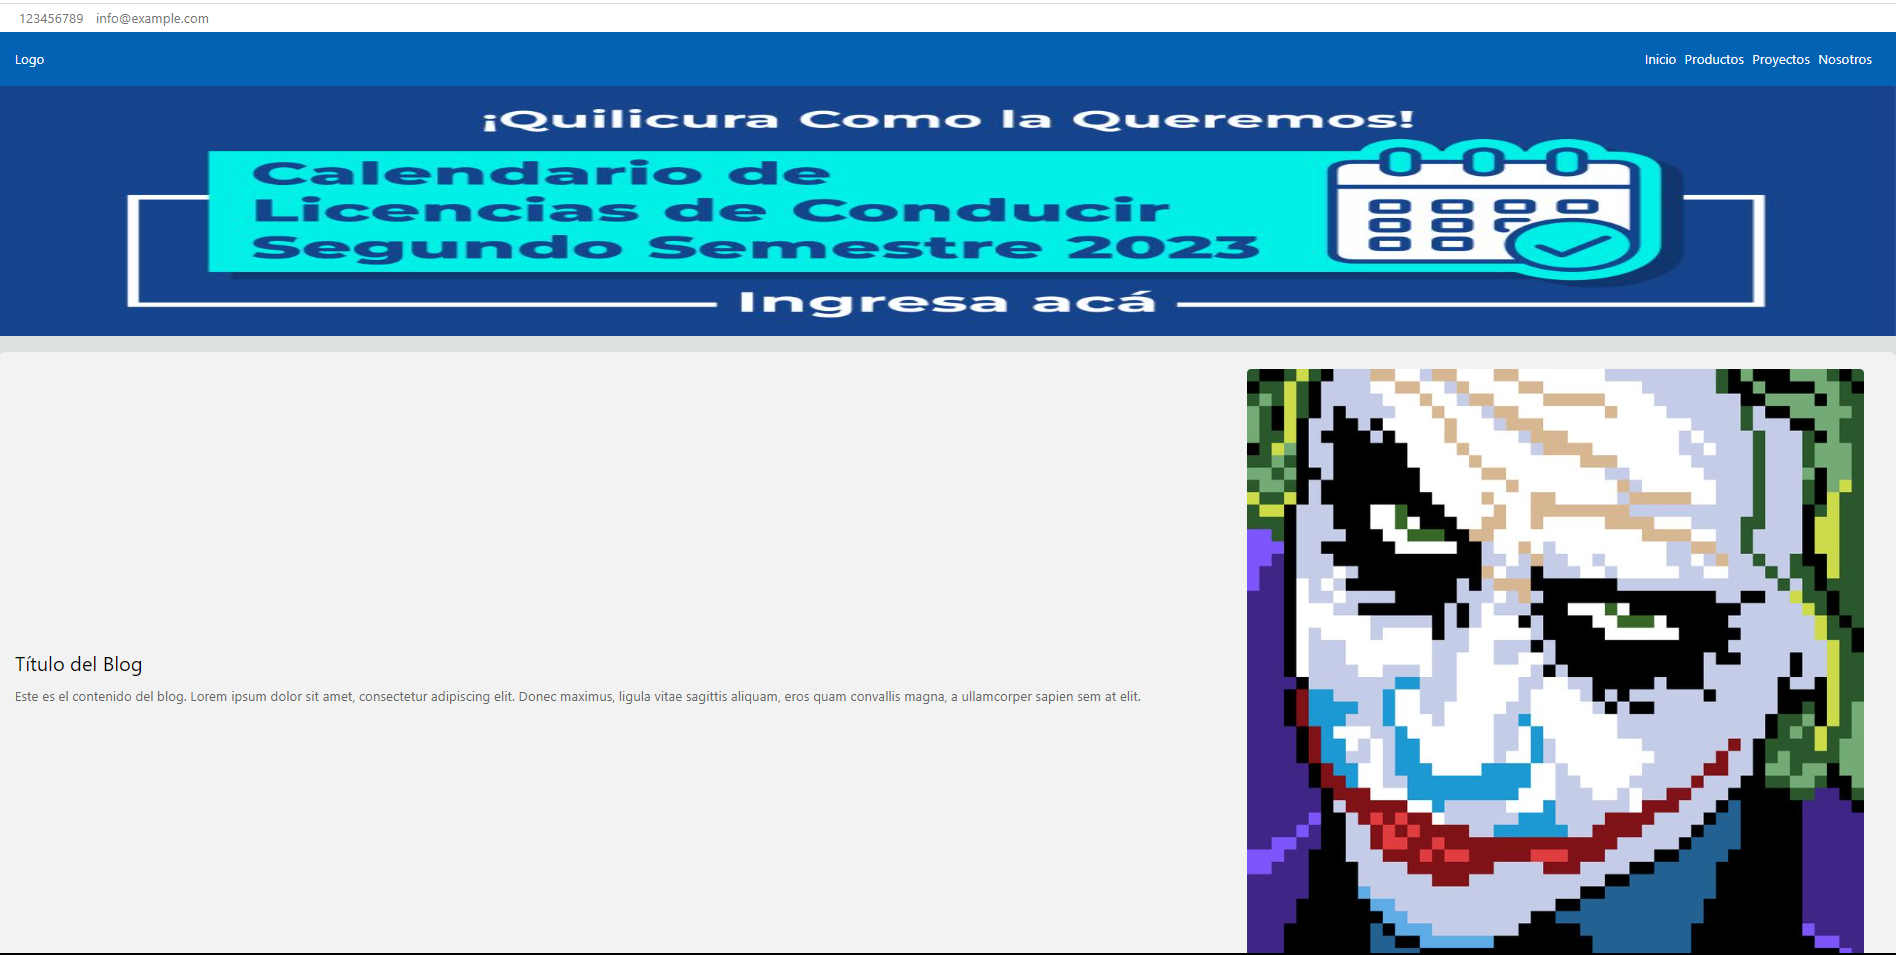 123456789 info@example.com
Logo
Inicio Productos Proyectos Nosotros
¡Quilicura Como la Queremos!
Calendario de
Licencias de Conducir
Segundo Semestre 2023
Ingresa acá
Título del Blog
Este es el contenido del blog. Lorem ipsum dolor sit amet, consectetur adipiscing elit. Donec maximus, ligula vitae sagittis aliquam, eros quam convallis magna, a ullamcorper sapien sem at elit.